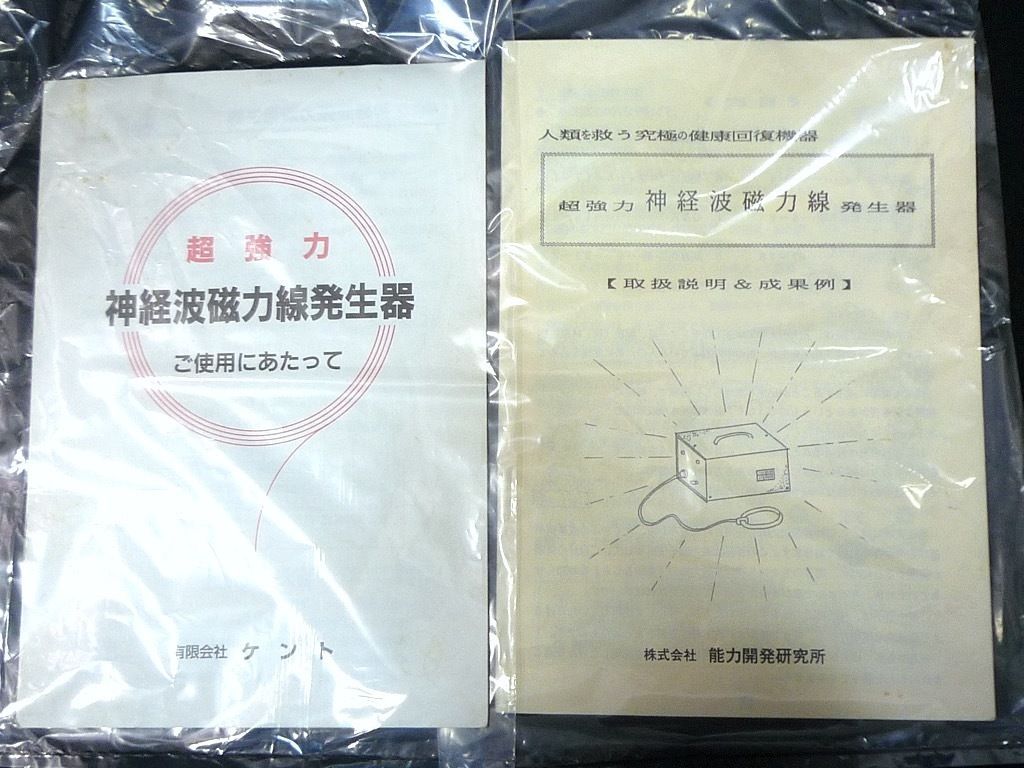 超強力
神経波磁力線発生器
ご使用にあたって
有限会社 ケント
人類を救う究極の健康回復機器
超強力 神経波磁力線 発生器
【取扱説明&成果例】
株式会社 能力開発研究所